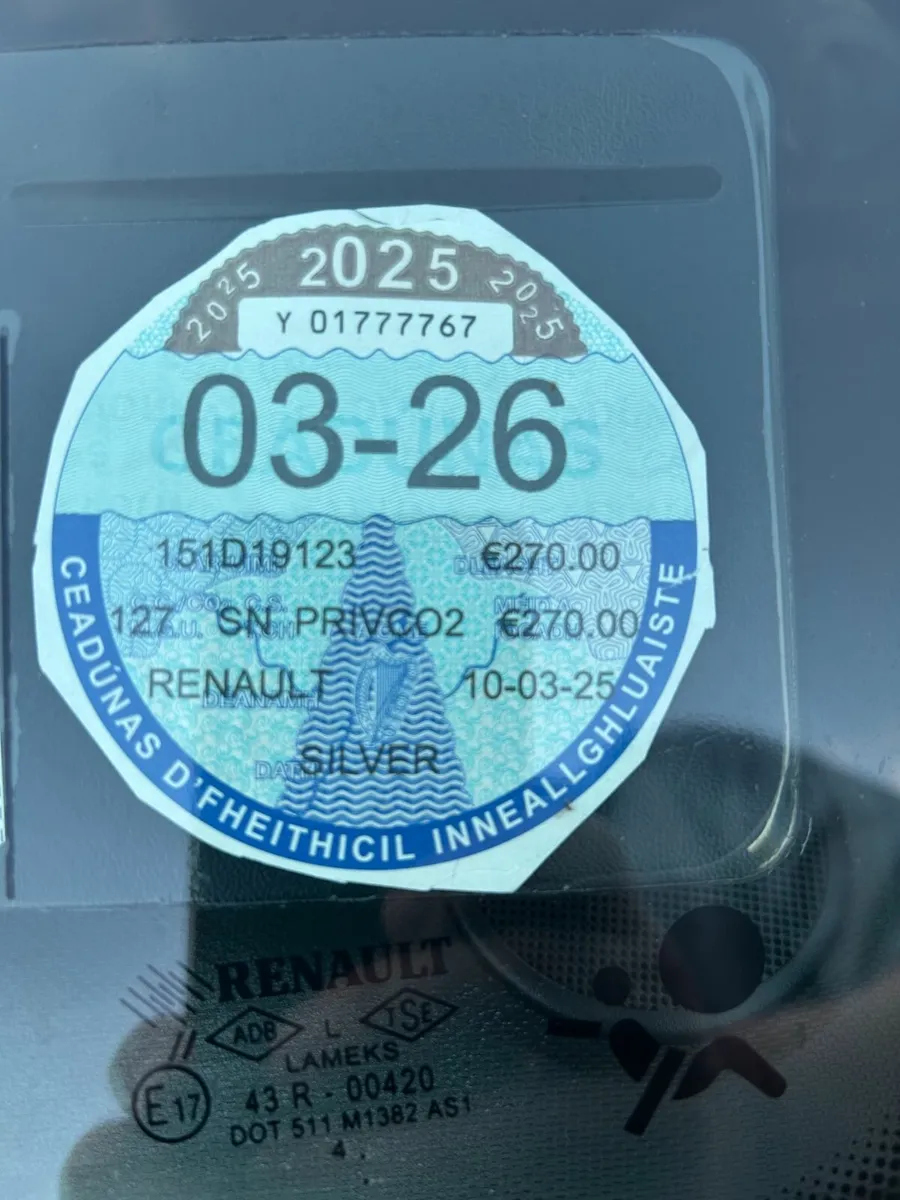 2025 2025 2025
Y 01777767
03-26
151D19123 €270.00
127 SN PRIVCO2 €270.00
RENAULT 10-03-25
DÉANAMH
SILVER
CEADÚNAS D'FHEITHICIL INNEALLGHLUAISTE
RENAULT
ADB L TSE
LAMEKS
E17 43 R - 00420
DOT 511 M1382 AS1
4 .